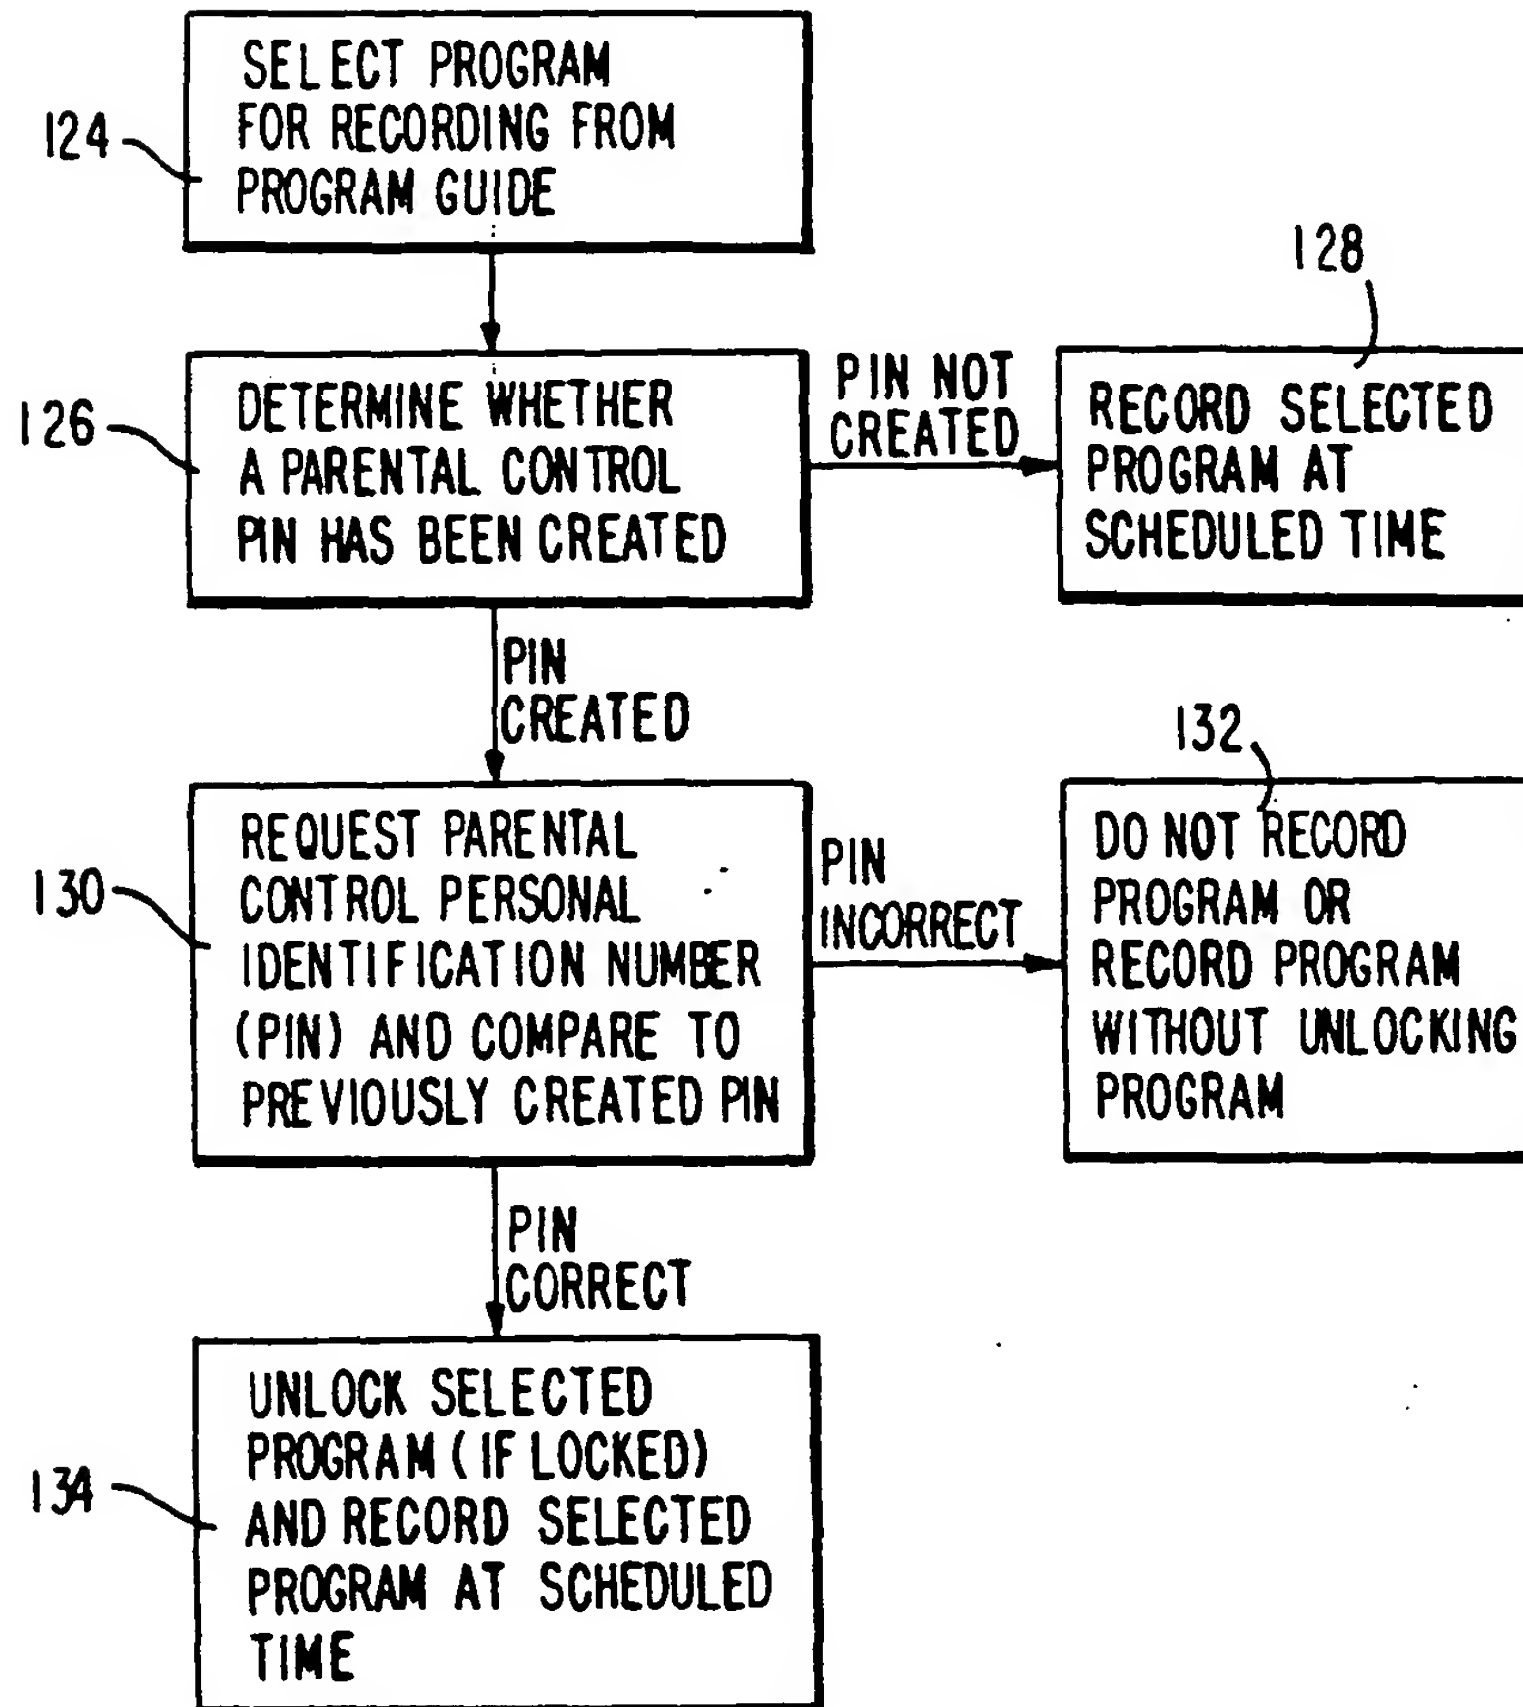 SELECT PROGRAM
FOR RECORDING FROM
PROGRAM GUIDE
124
128
DETERMINE WHETHER
A PARENTAL CONTROL
PIN HAS BEEN CREATED
126
PIN NOT
CREATED
RECORD SELECTED
PROGRAM AT
SCHEDULED TIME
PIN
CREATED
132
REQUEST PARENTAL
CONTROL PERSONAL
IDENTIFICATION NUMBER
(PIN) AND COMPARE TO
PREVIOUSLY CREATED PIN
130
PIN
INCORRECT
DO NOT RECORD
PROGRAM OR
RECORD PROGRAM
WITHOUT UNLOCKING
PROGRAM
PIN
CORRECT
UNLOCK SELECTED
PROGRAM (IF LOCKED)
AND RECORD SELECTED
PROGRAM AT SCHEDULED
TIME
134